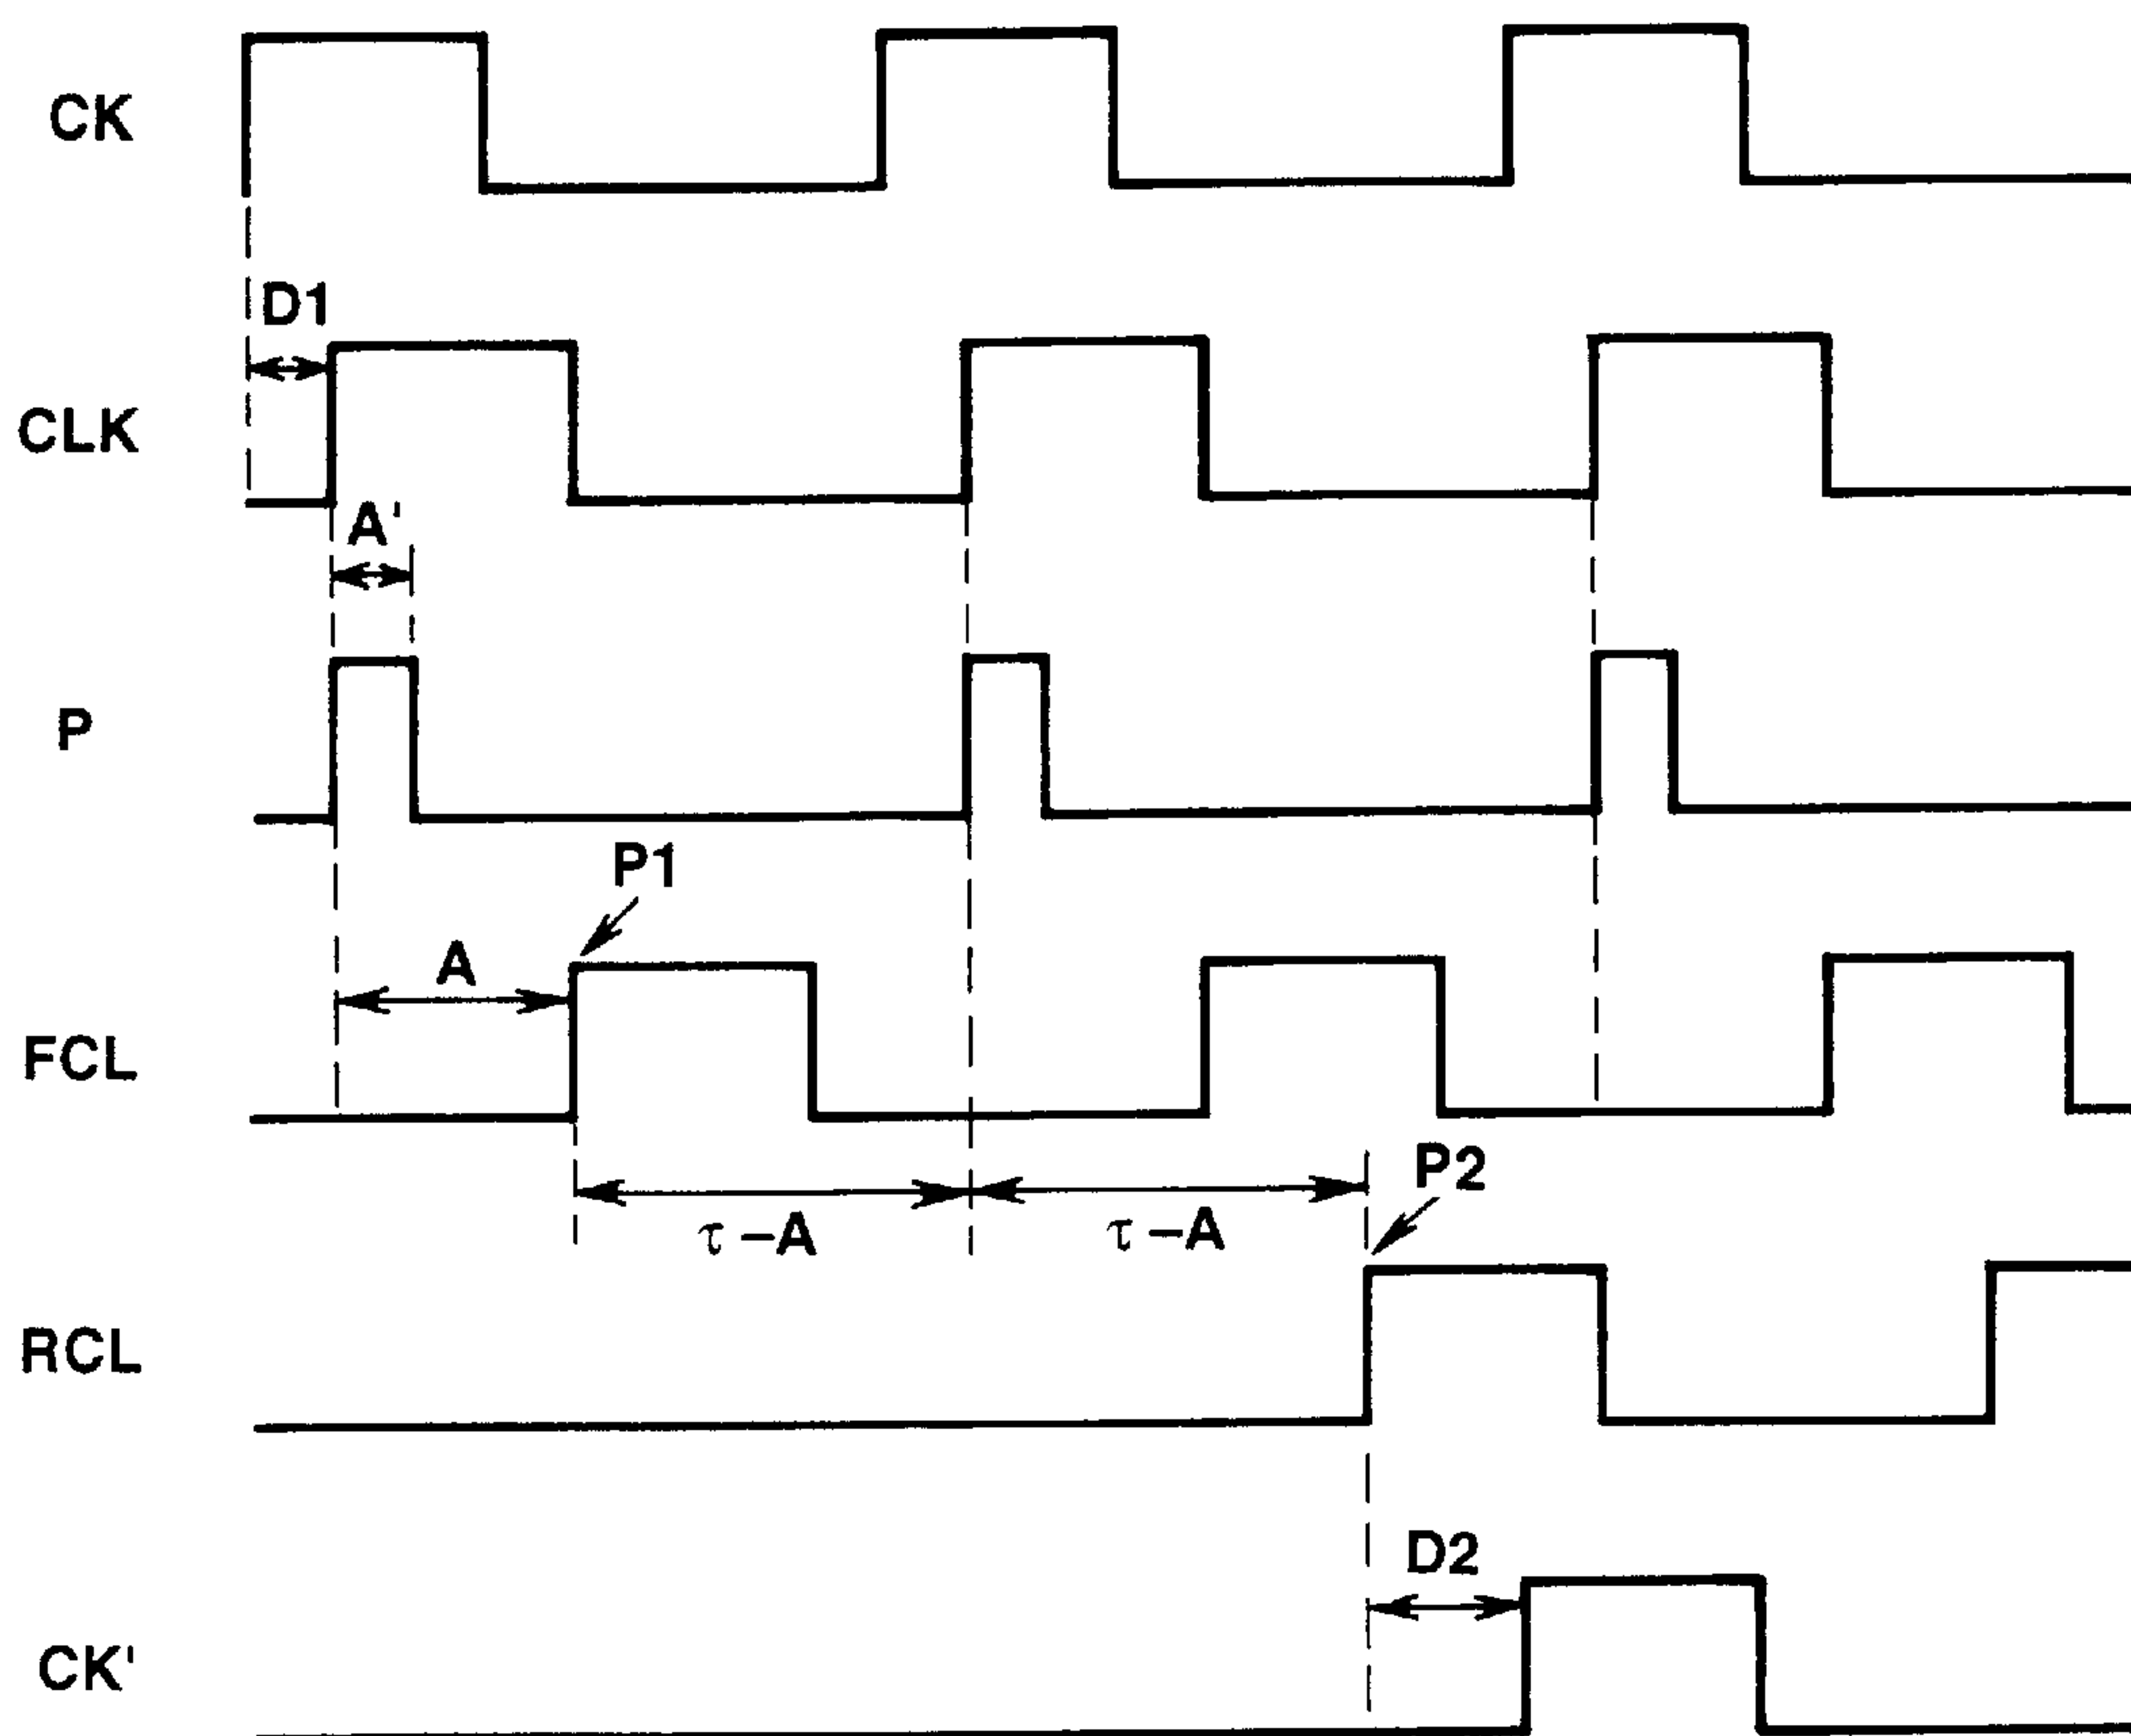 CK
D1
CLK
A'
P
P1
A
FCL
P2
τ –A
τ –A
RCL
D2
CK'